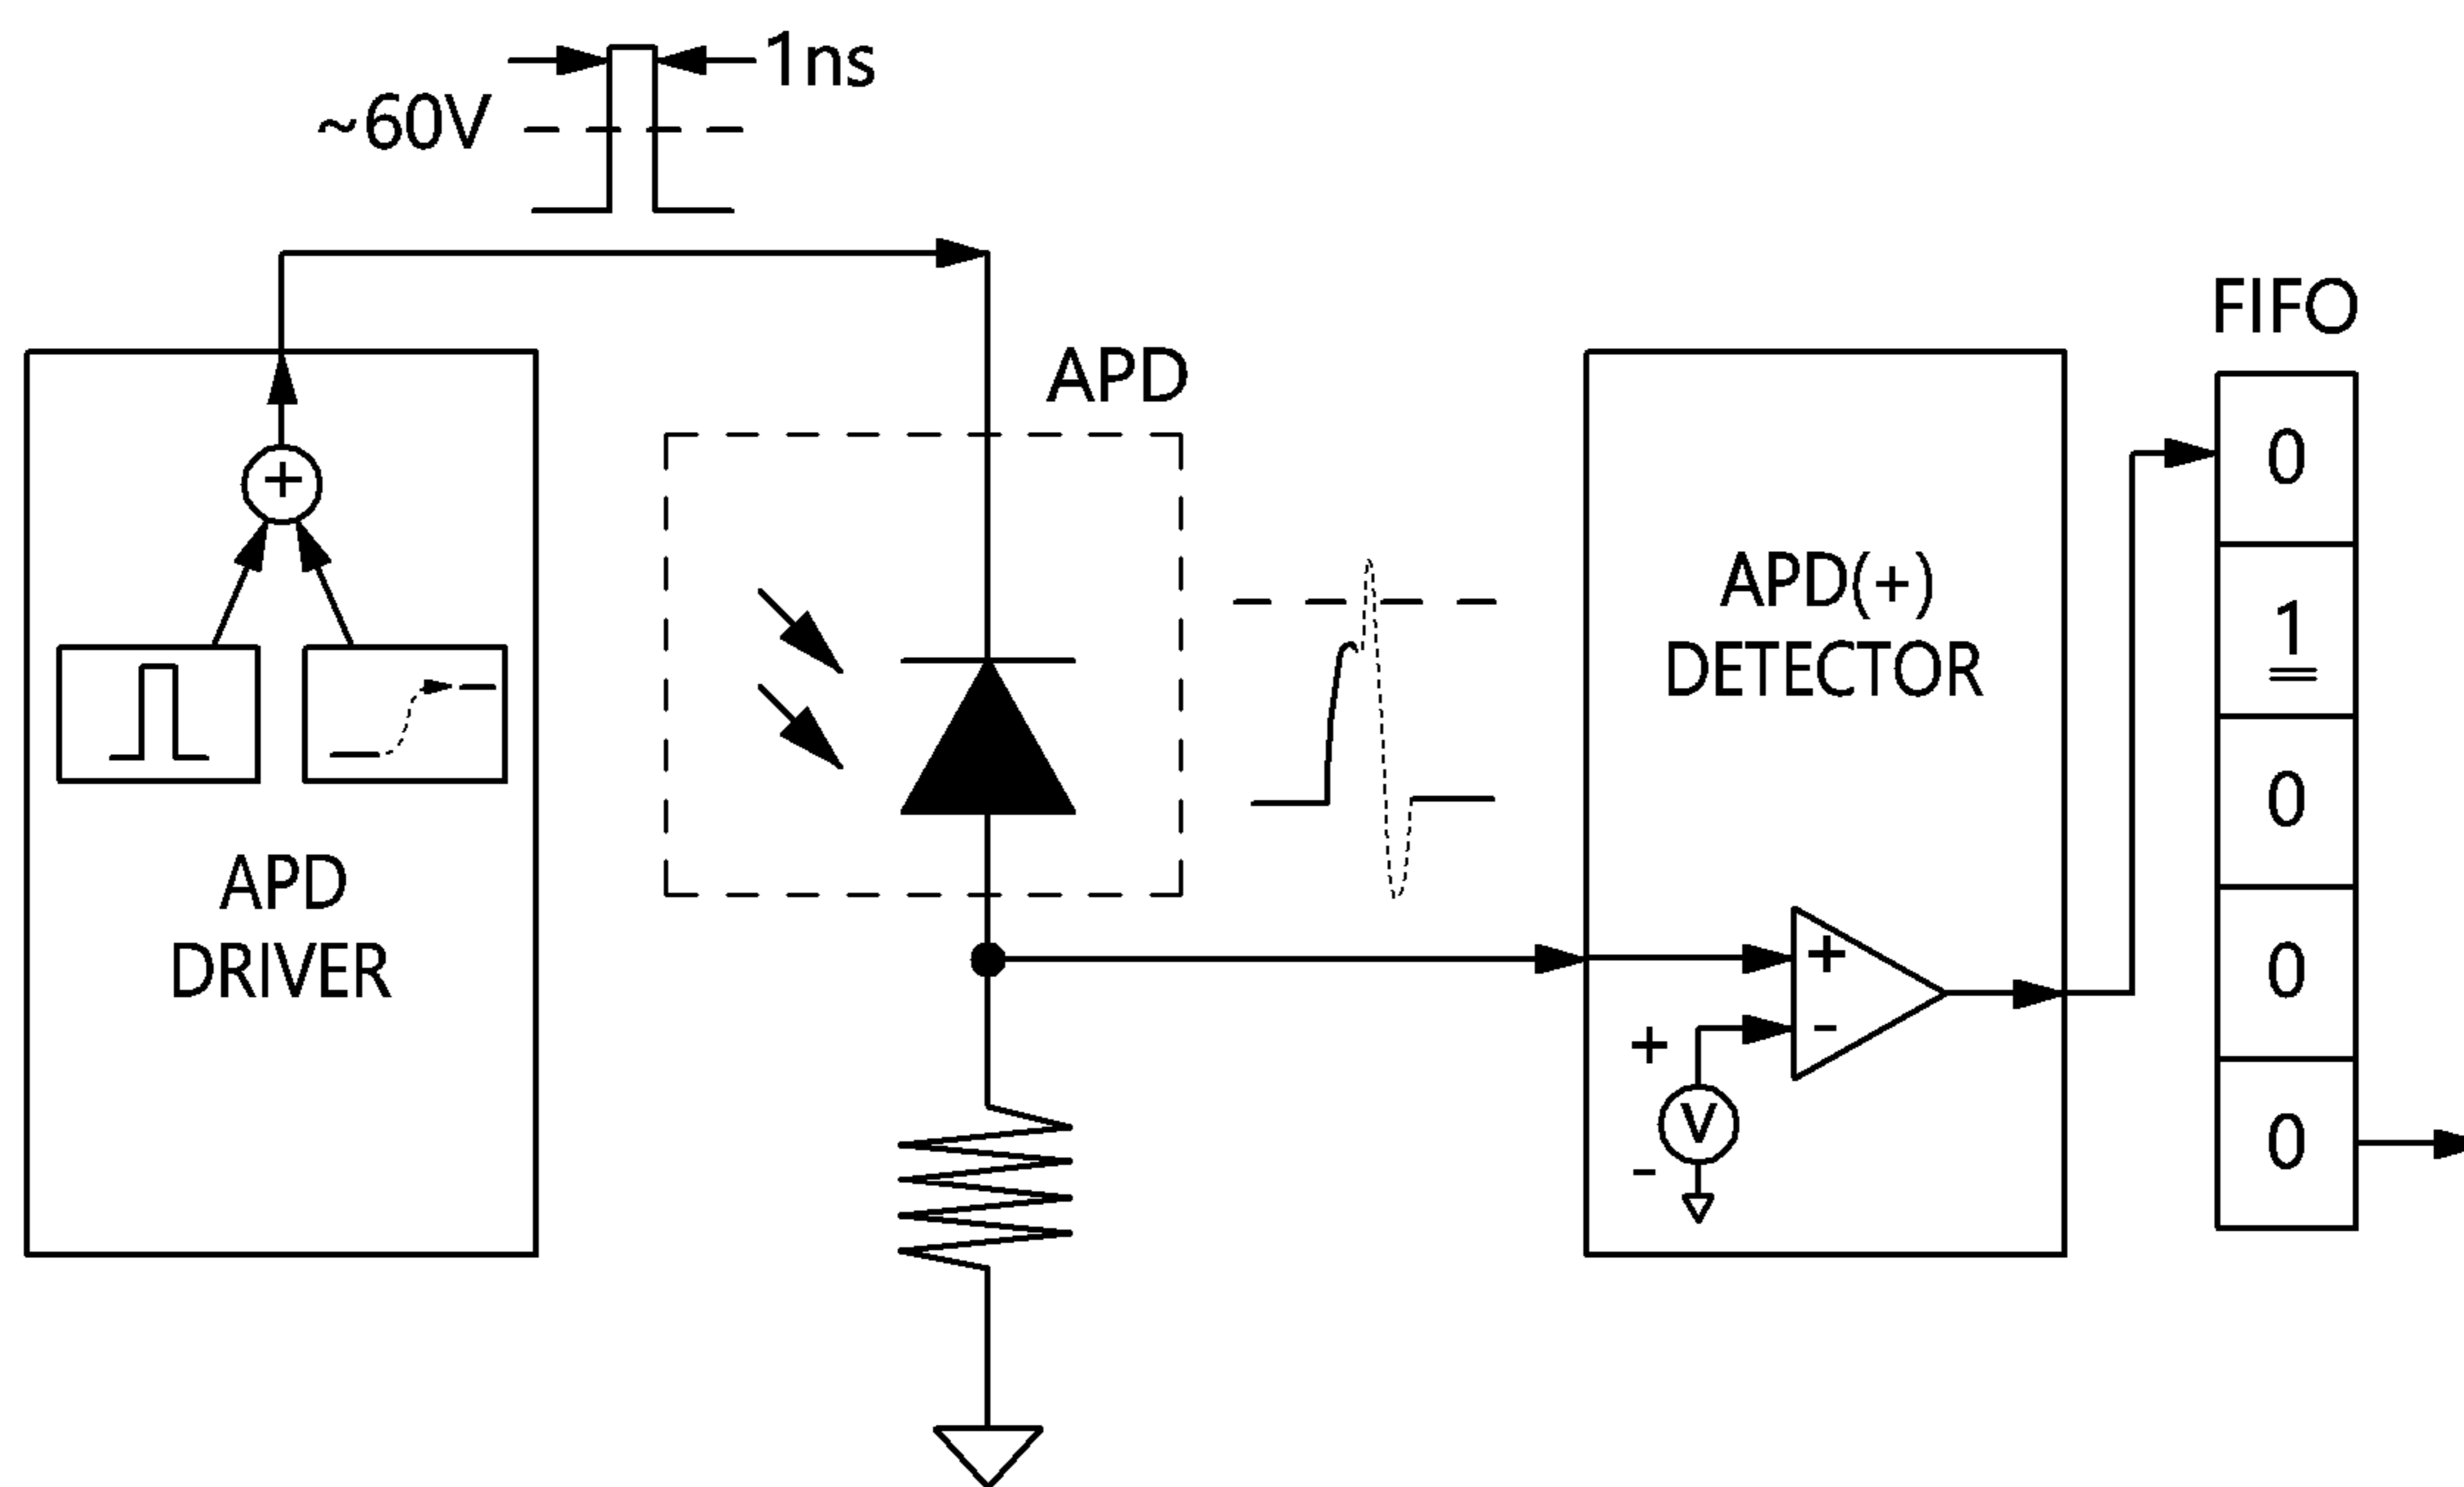 1ns
~60V
APD
FIFO
+
APD
DRIVER
APD(+)
DETECTOR
+
-
+
V
-
0
1
0
0
0